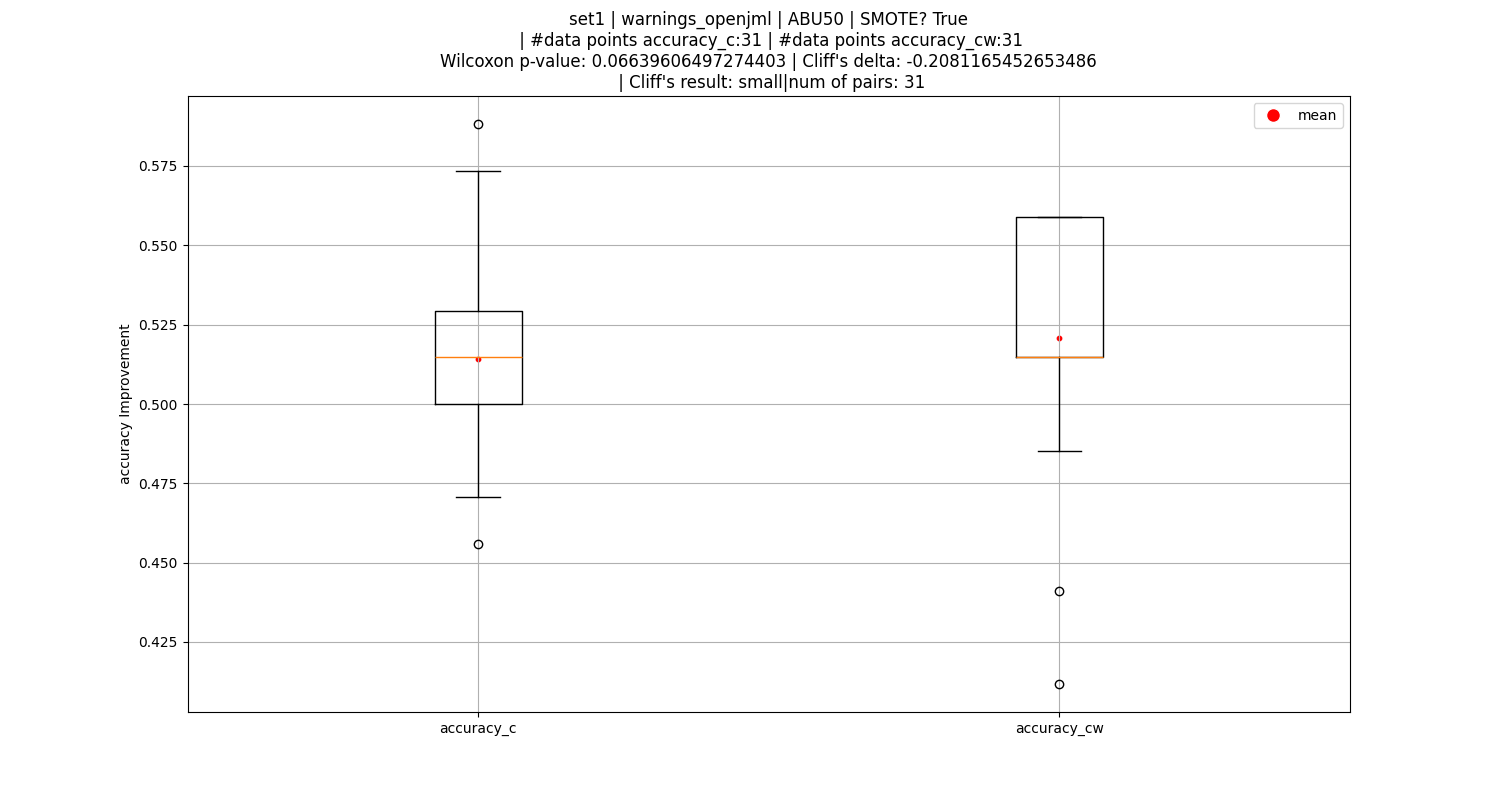 set1 | warnings_openjml | ABU50 | SMOTE? True
| #data points accuracy_c:31 | #data points accuracy_cw:31
Wilcoxon p-value: 0.06639606497274403 | Cliff's delta: -0.2081165452653486
| Cliff's result: small|num of pairs: 31
mean
0.575
0.550
0.525
0.500
0.475
0.450
0.425
accuracy Improvement
accuracy_c
accuracy_cw